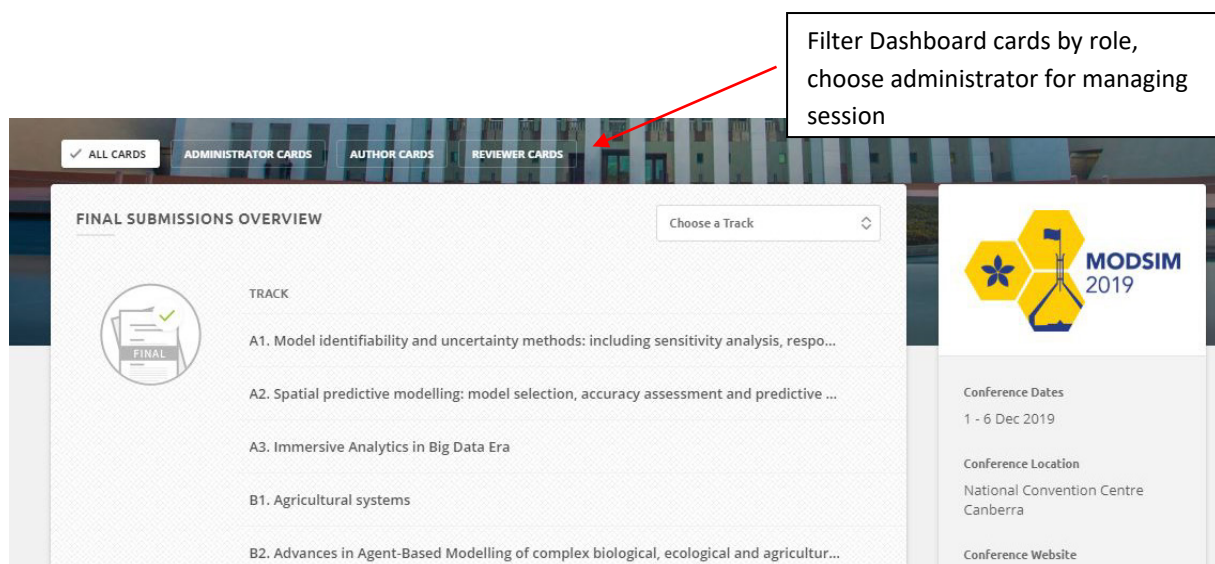 Filter Dashboard cards by role,
choose administrator for managing
session
ALL CARDS
ADMINISTRATOR CARDS
AUTHOR CARDS
REVIEWER CARDS
FINAL SUBMISSIONS OVERVIEW
Choose a Track
FINAL
TRACK
A1. Model identifiability and uncertainty methods: including sensitivity analysis, respo...
A2. Spatial predictive modelling: model selection, accuracy assessment and predictive ...
A3. Immersive Analytics in Big Data Era
B1. Agricultural systems
B2. Advances in Agent-Based Modelling of complex biological, ecological and agricultur...
MODSIM
2019
Conference Dates
1 - 6 Dec 2019
Conference Location
National Convention Centre
Canberra
Conference Website